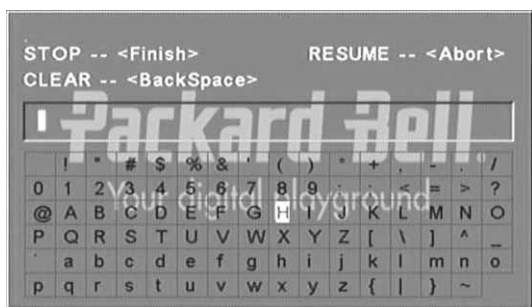 STOP -- <Finish> RESUME -- <Abort>
CLEAR -- <BackSpace>
Packard Bell.
Your digital playground
! " # $ % & ' ( ) * + , - . /
0 1 2 3 4 5 6 7 8 9 : ; < = > ?
@ A B C D E F G H I J K L M N O
P Q R S T U V W X Y Z [ \ ] ^ _
` a b c d e f g h i j k l m n o
p q r s t u v w x y z { | } ~